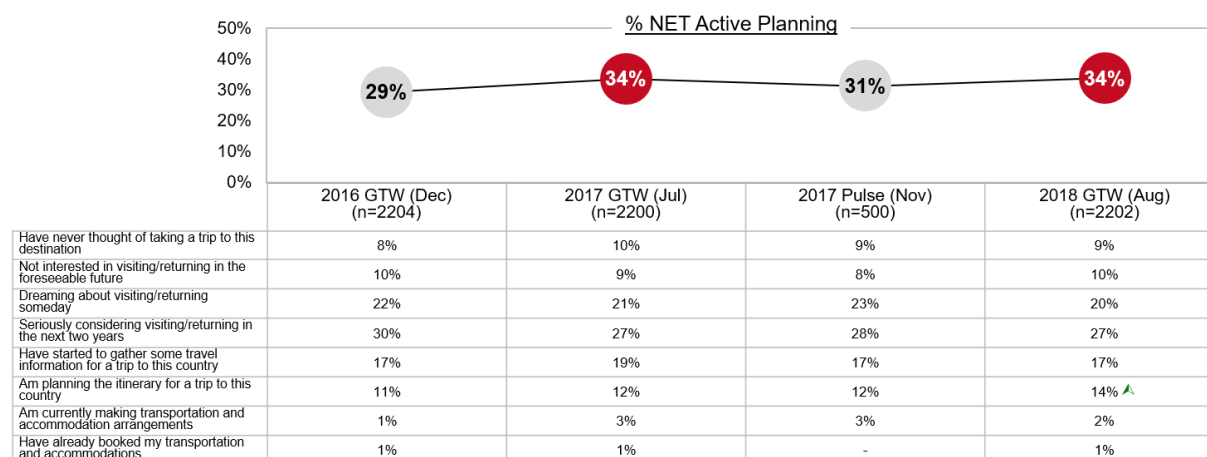 % NET Active Planning
50%
40%
30%
20%
10%
0%
29%
34%
31%
34%
2016 GTW (Dec)
(n=2204)
2017 GTW (Jul)
(n=2200)
2017 Pulse (Nov)
(n=500)
2018 GTW (Aug)
(n=2202)
Have never thought of taking a trip to this
destination
8% 10% 9% 9%
Not interested in visiting/returning in the
foreseeable future
10% 9% 8% 10%
Dreaming about visiting/returning
someday
22% 21% 23% 20%
Seriously considering visiting/returning in
the next two years
30% 27% 28% 27%
Have started to gather some travel
information for a trip to this country
17% 19% 17% 17%
Am planning the itinerary for a trip to this
country
11% 12% 12% 14%
Am currently making transportation and
accommodation arrangements
1% 3% 3% 2%
Have already booked my transportation
and accommodations
1% 1% - 1%